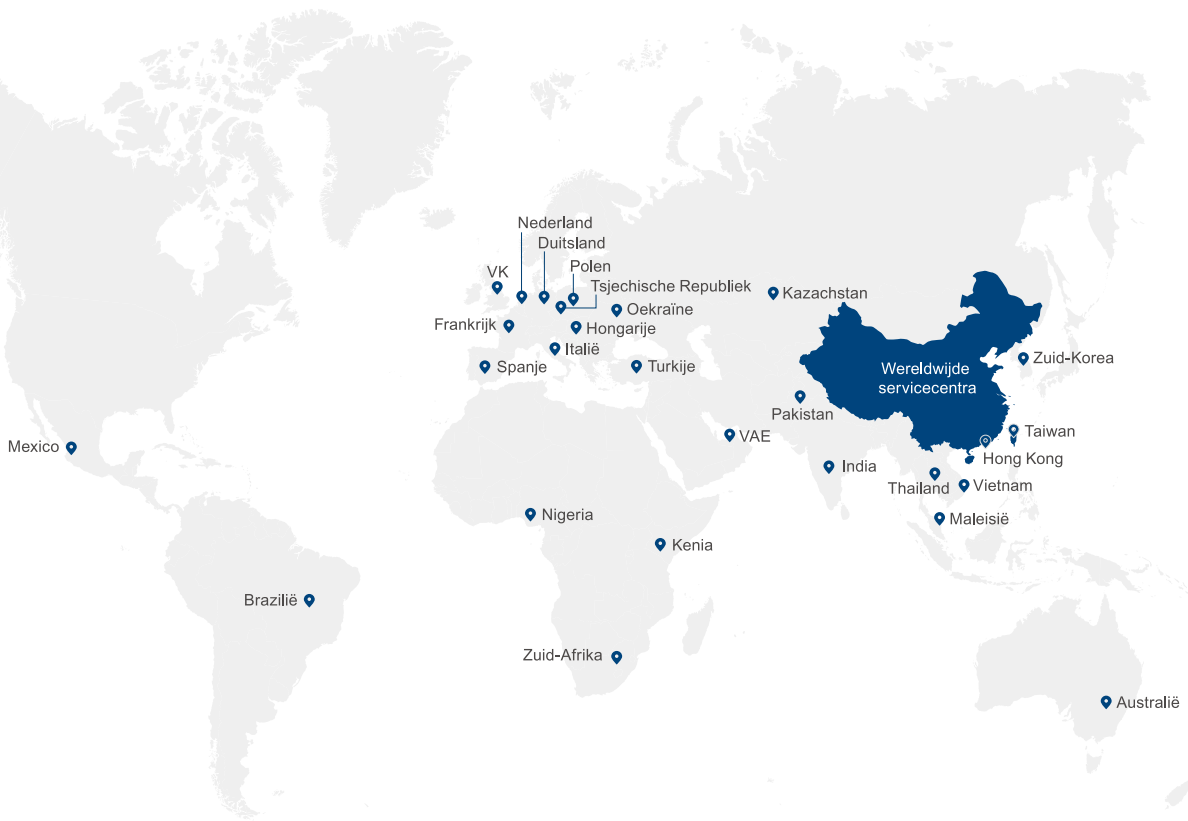 Nederland
Duitsland
VK
Polen
Tsjechische Republiek
Kazachstan
Oekraïne
Frankrijk
Hongarije
Italië
Zuid-Korea
Spanje
Turkije
Wereldwijde
servicecentra
Pakistan
Taiwan
VAE
Mexico
Hong Kong
India
Thailand
Vietnam
Nigeria
Maleisië
Kenia
Brazilië
Zuid-Afrika
Australië